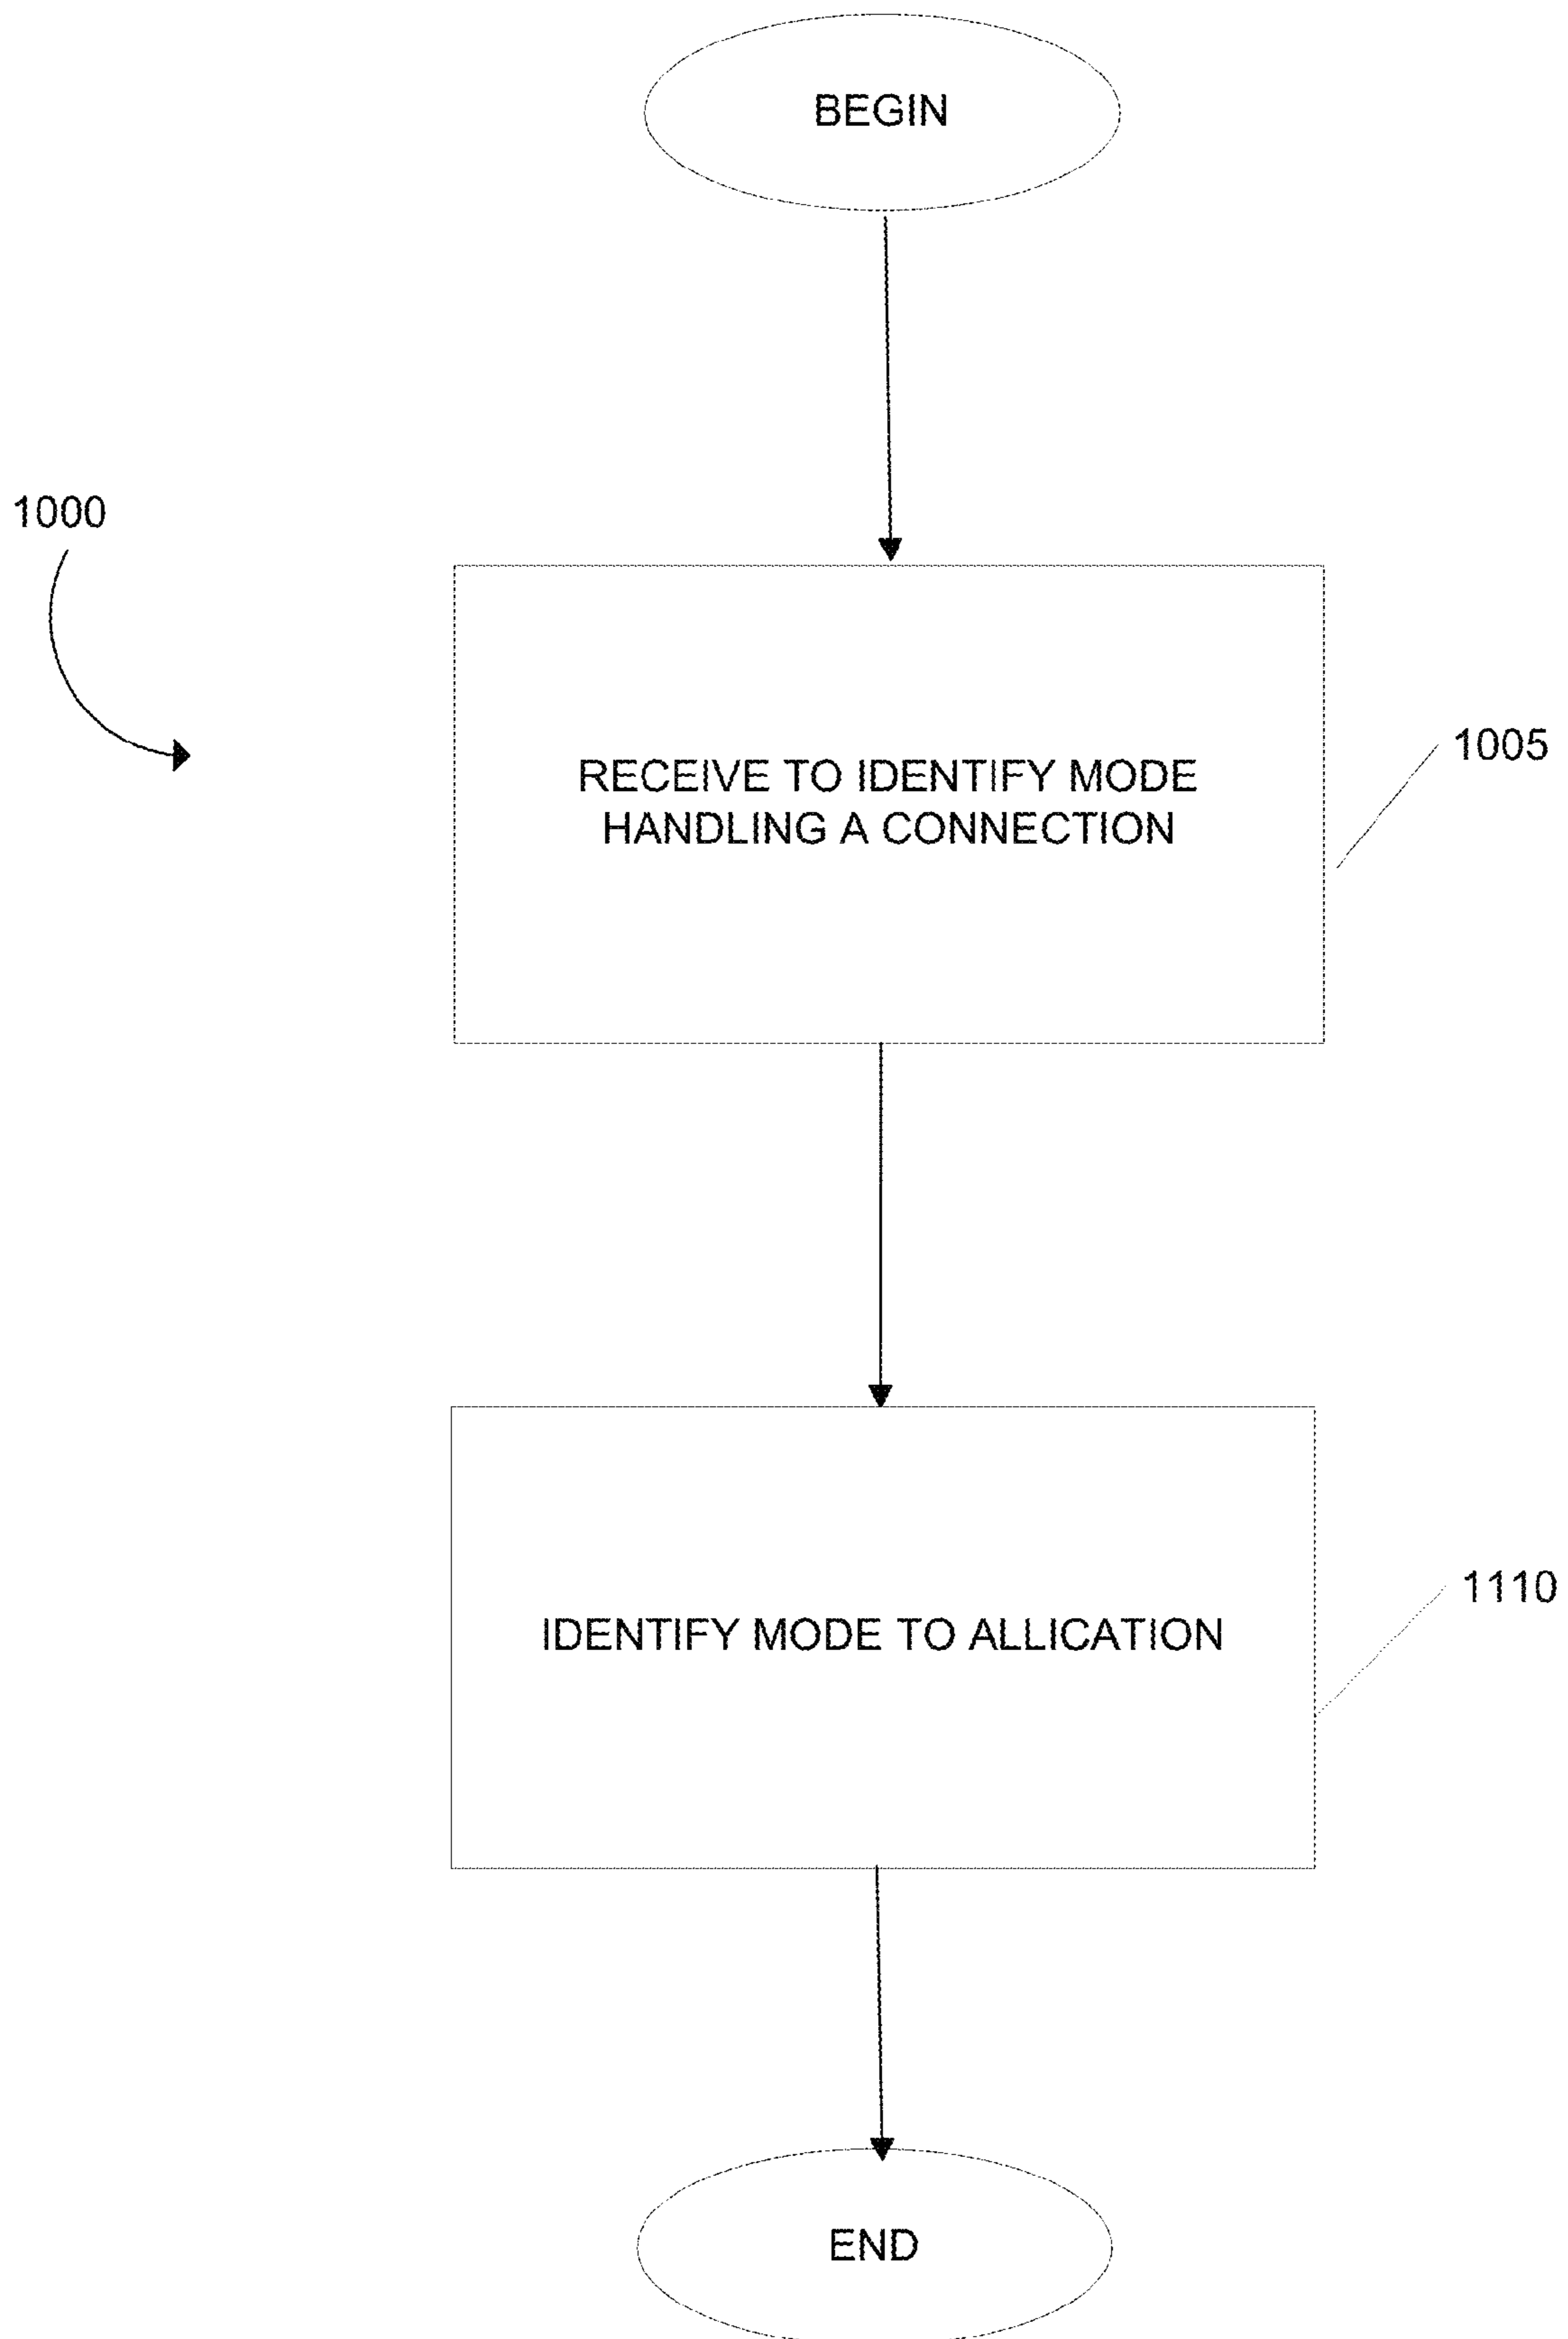 BEGIN
1000
RECEIVE TO IDENTIFY MODE
HANDLING A CONNECTION
1005
IDENTIFY MODE TO ALLICATION
1110
END